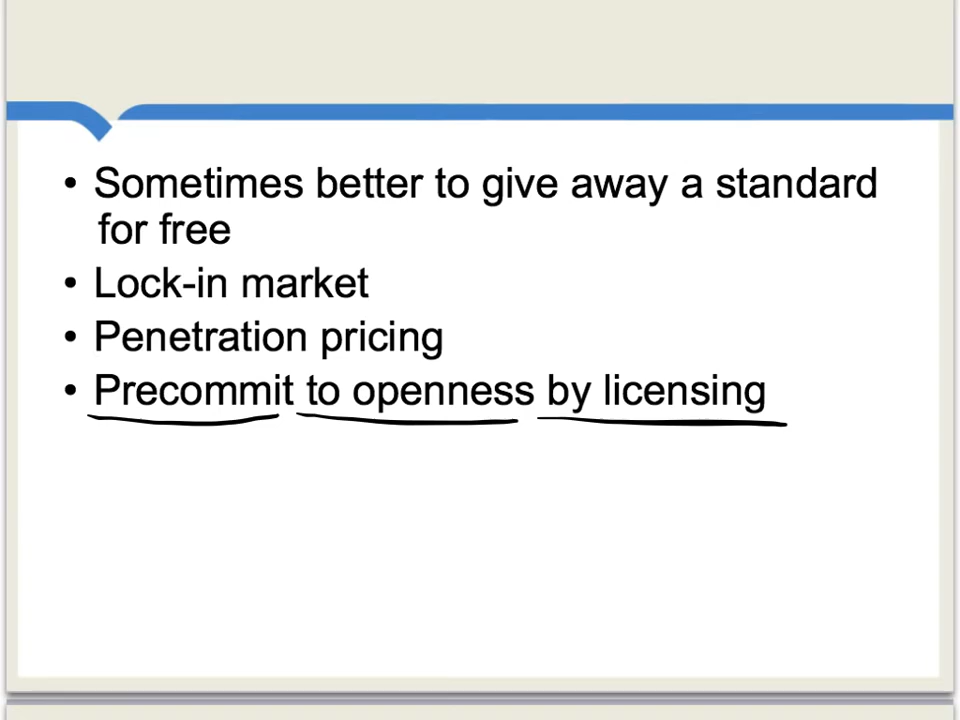 • Sometimes better to give away a standard
for free
• Lock-in market
• Penetration pricing
• Precommit to openness by licensing